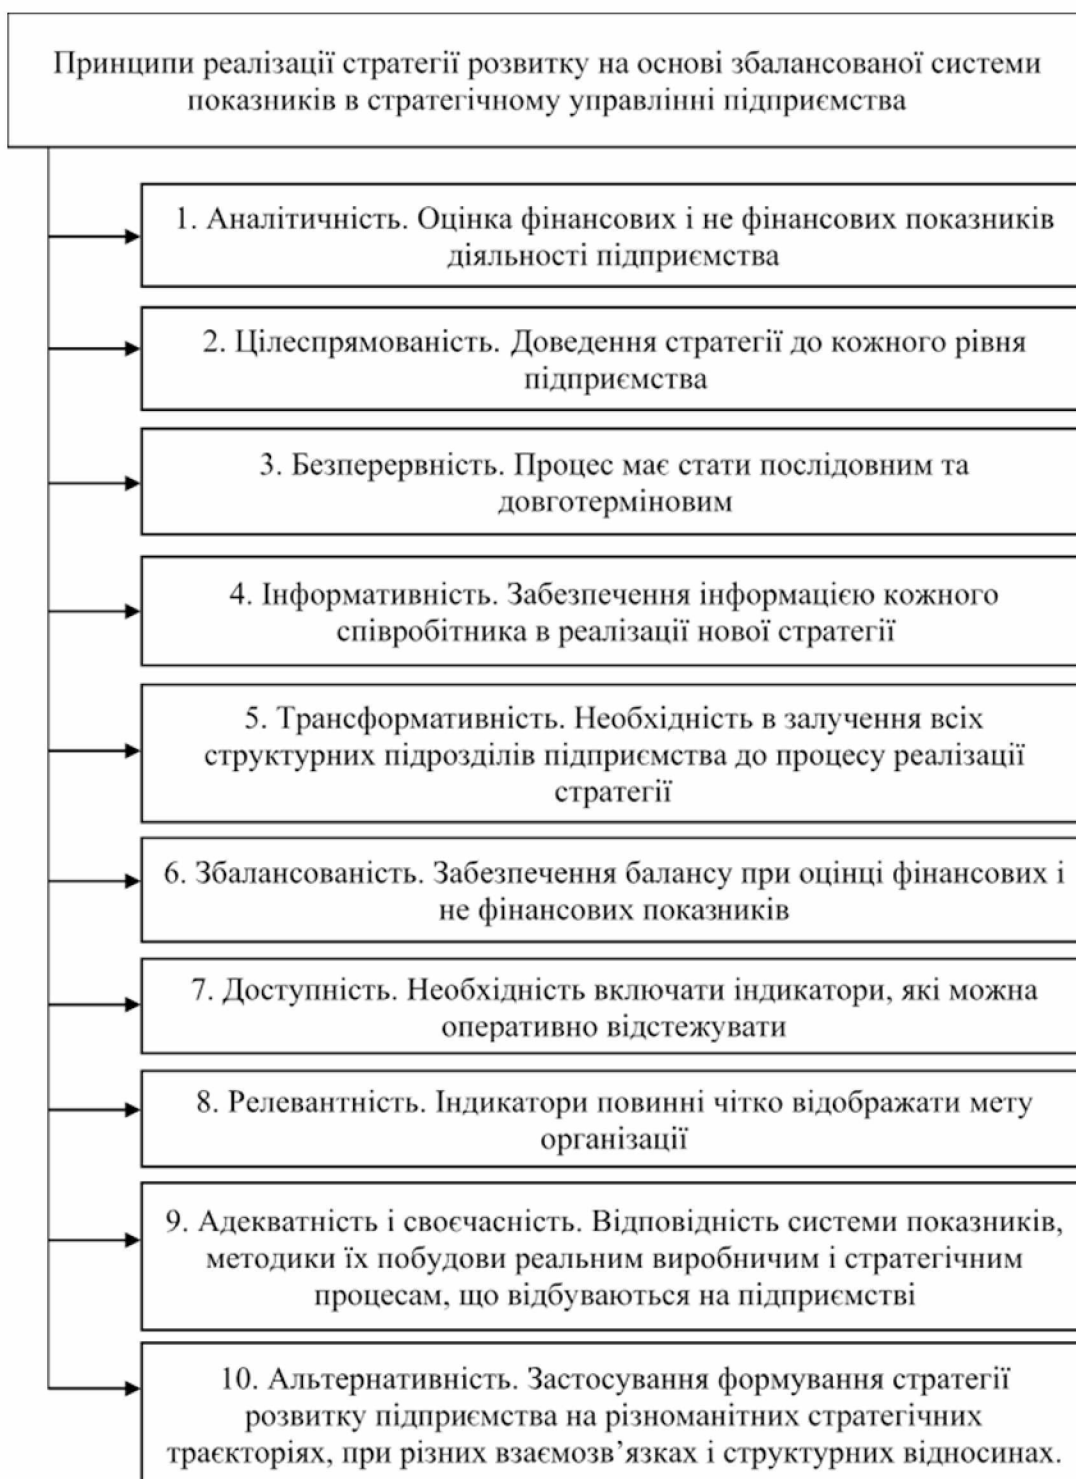 Принципи реалізації стратегії розвитку на основі збалансованої системи
показників в стратегічному управлінні підприємства
1. Аналітичність. Оцінка фінансових і не фінансових показників
діяльності підприємства
2. Цілеспрямованість. Доведення стратегії до кожного рівня
підприємства
3. Безперервність. Процес має стати послідовним та
довготерміновим
4. Інформативність. Забезпечення інформацією кожного
співробітника в реалізації нової стратегії
5. Трансформативність. Необхідність в залучення всіх
структурних підрозділів підприємства до процесу реалізації
стратегії
6. Збалансованість. Забезпечення балансу при оцінці фінансових і
не фінансових показників
7. Доступність. Необхідність включати індикатори, які можна
оперативно відстежувати
8. Релевантність. Індикатори повинні чітко відображати мету
організації
9. Адекватність і своєчасність. Відповідність системи показників,
методики їх побудови реальним виробничим і стратегічним
процесам, що відбуваються на підприємстві
10. Альтернативність. Застосування формування стратегії
розвитку підприємства на різноманітних стратегічних
траєкторіях, при різних взаємозв’язках і структурних відносинах.